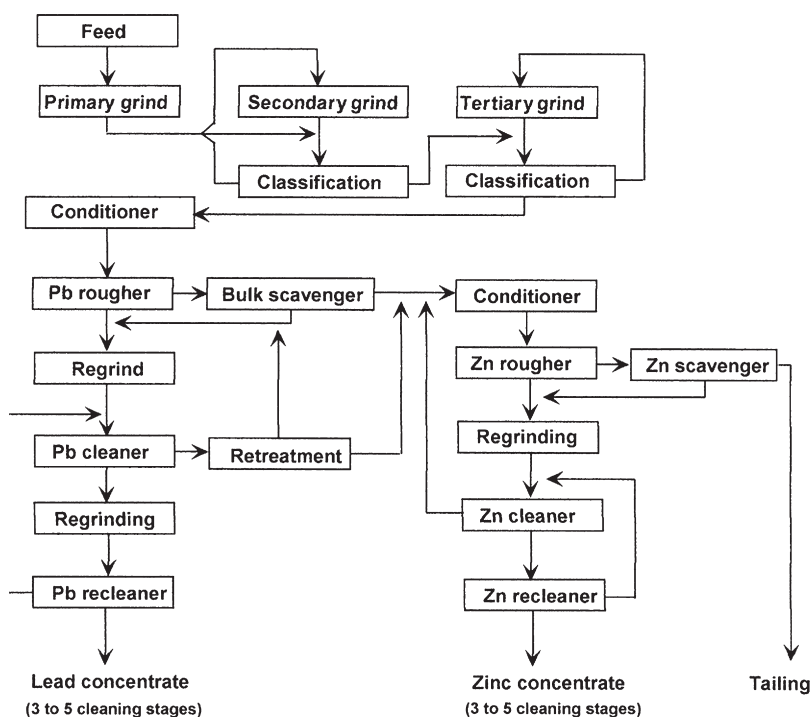 Feed
Primary grind
Secondary grind
Tertiary grind
Classification
Classification
Conditioner
Pb rougher
Bulk scavenger
Conditioner
Zn rougher
Zn scavenger
Regrind
Regrinding
Pb cleaner
Retreatment
Regrinding
Zn cleaner
Pb recleaner
Zn recleaner
Lead concentrate
(3 to 5 cleaning stages)
Zinc concentrate
(3 to 5 cleaning stages)
Tailing